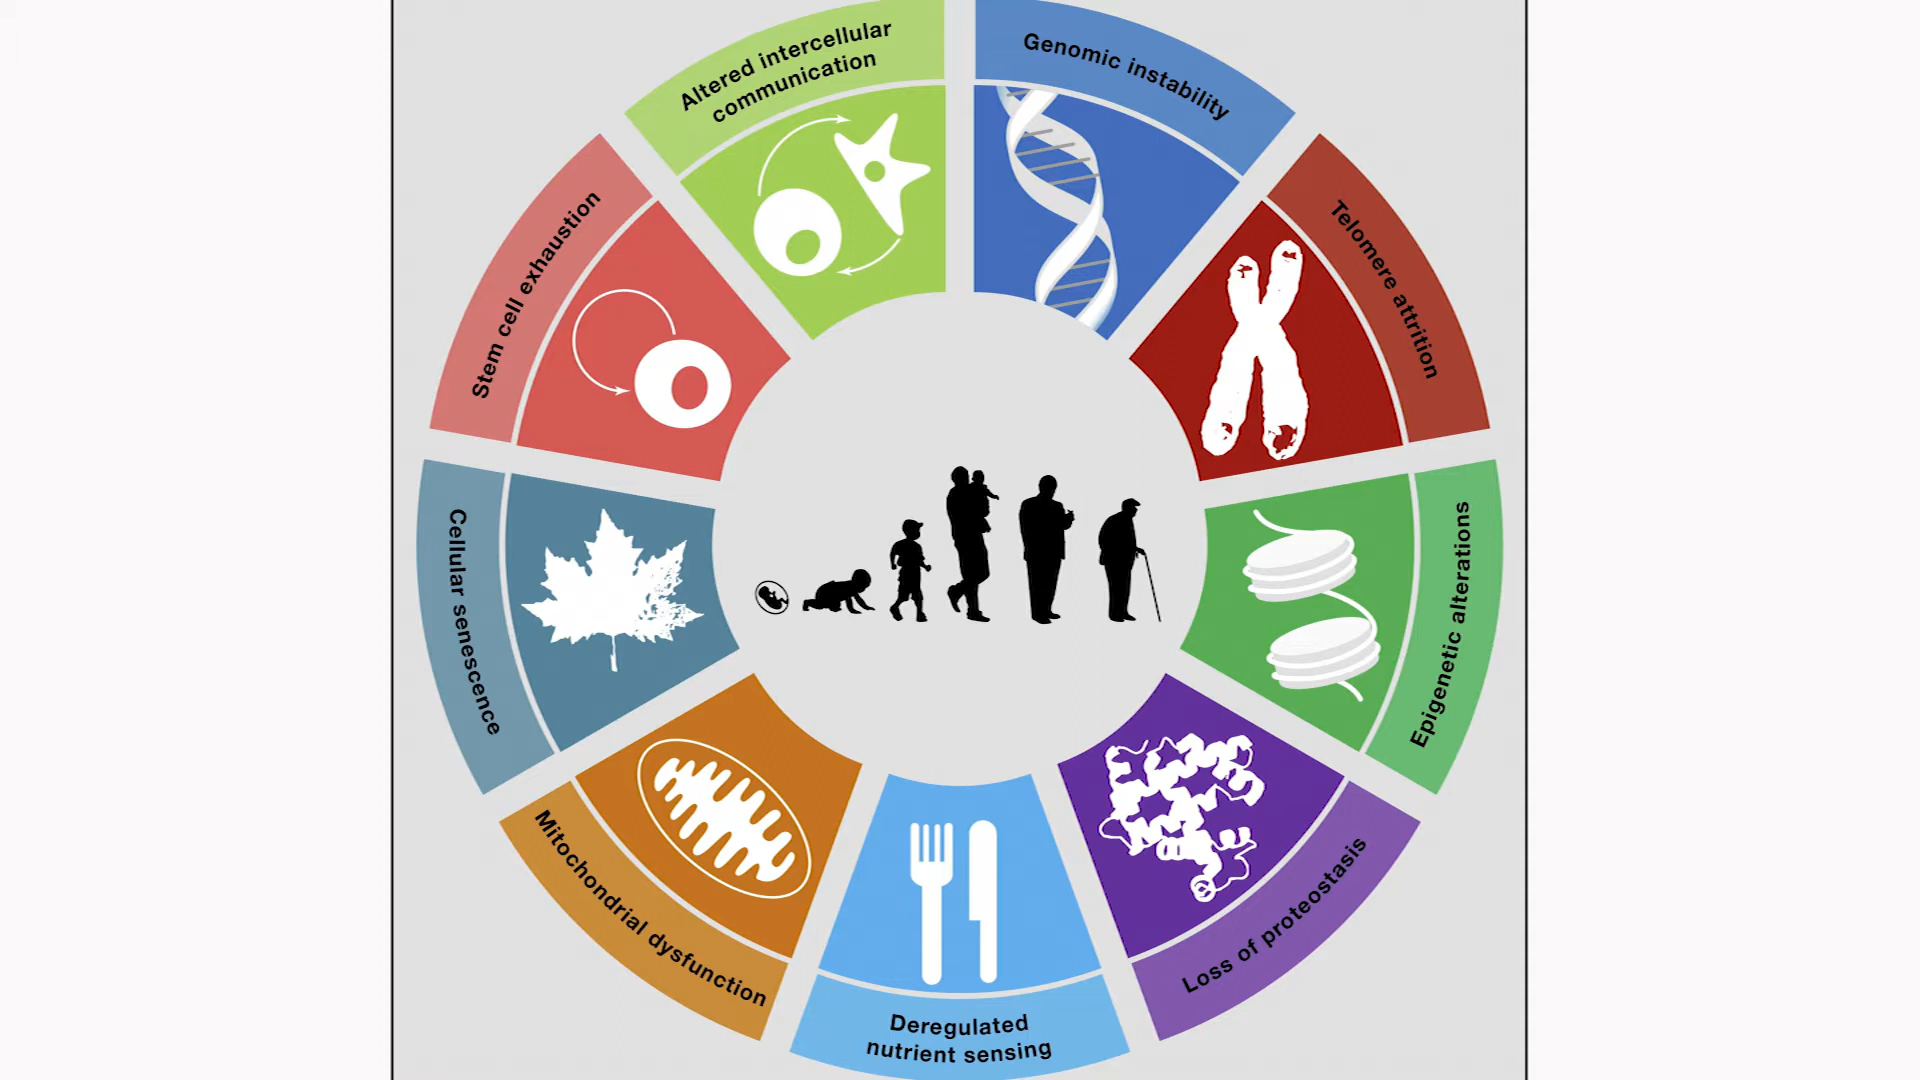 Altered intercellular
communication
Genomic instability
Telomere attrition
Epigenetic alterations
Loss of proteostasis
Deregulated
nutrient sensing
Mitochondrial dysfunction
Cellular senescence
Stem cell exhaustion